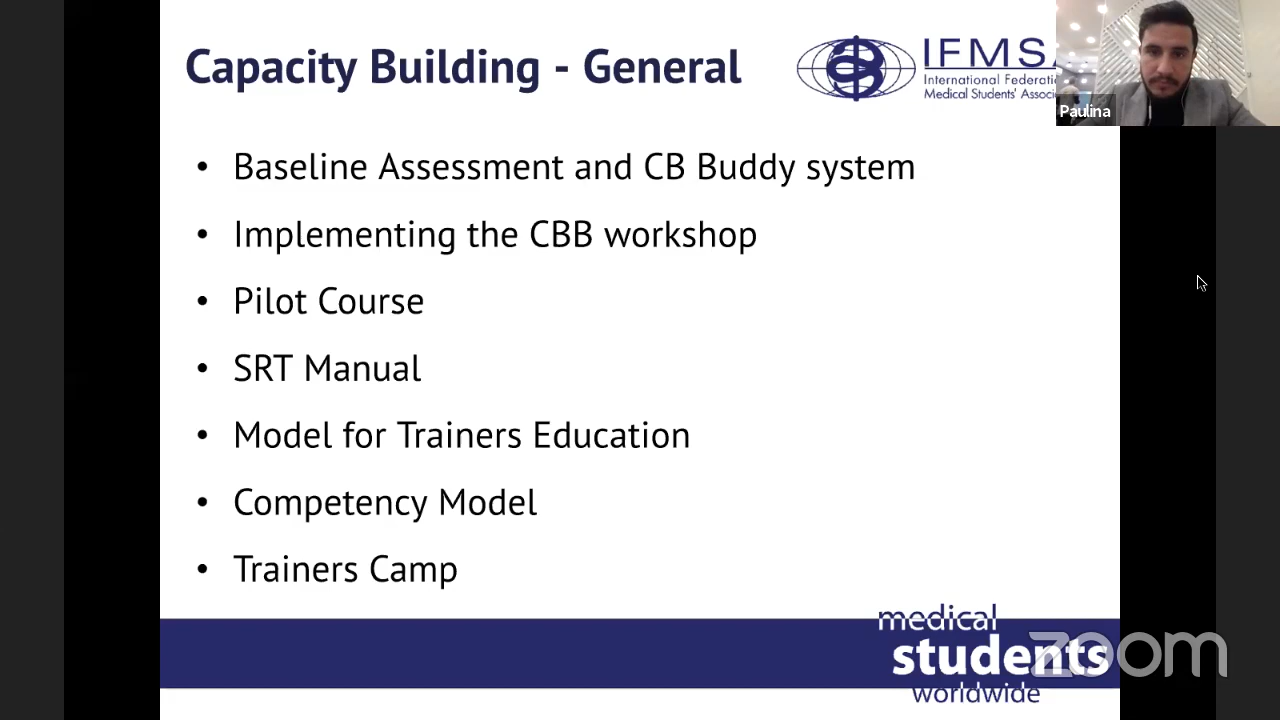 Capacity Building - General
IFMSA
International Federatio
Medical Students' Associ
Paulina
• Baseline Assessment and CB Buddy system
• Implementing the CBB workshop
• Pilot Course
• SRT Manual
• Model for Trainers Education
• Competency Model
• Trainers Camp
medical
students
worldwide
zoom